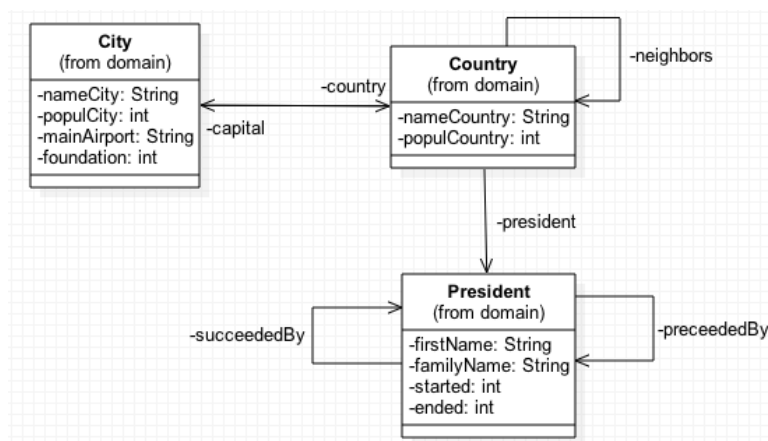 City
(from domain)
-nameCity: String
-populCity: int
-mainAirport: String
-foundation: int
-country
-capital
Country
(from domain)
-nameCountry: String
-populCountry: int
-neighbors
-president
President
(from domain)
-firstName: String
-familyName: String
-started: int
-ended: int
-succeededBy
-preceededBy